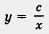 y = c/x